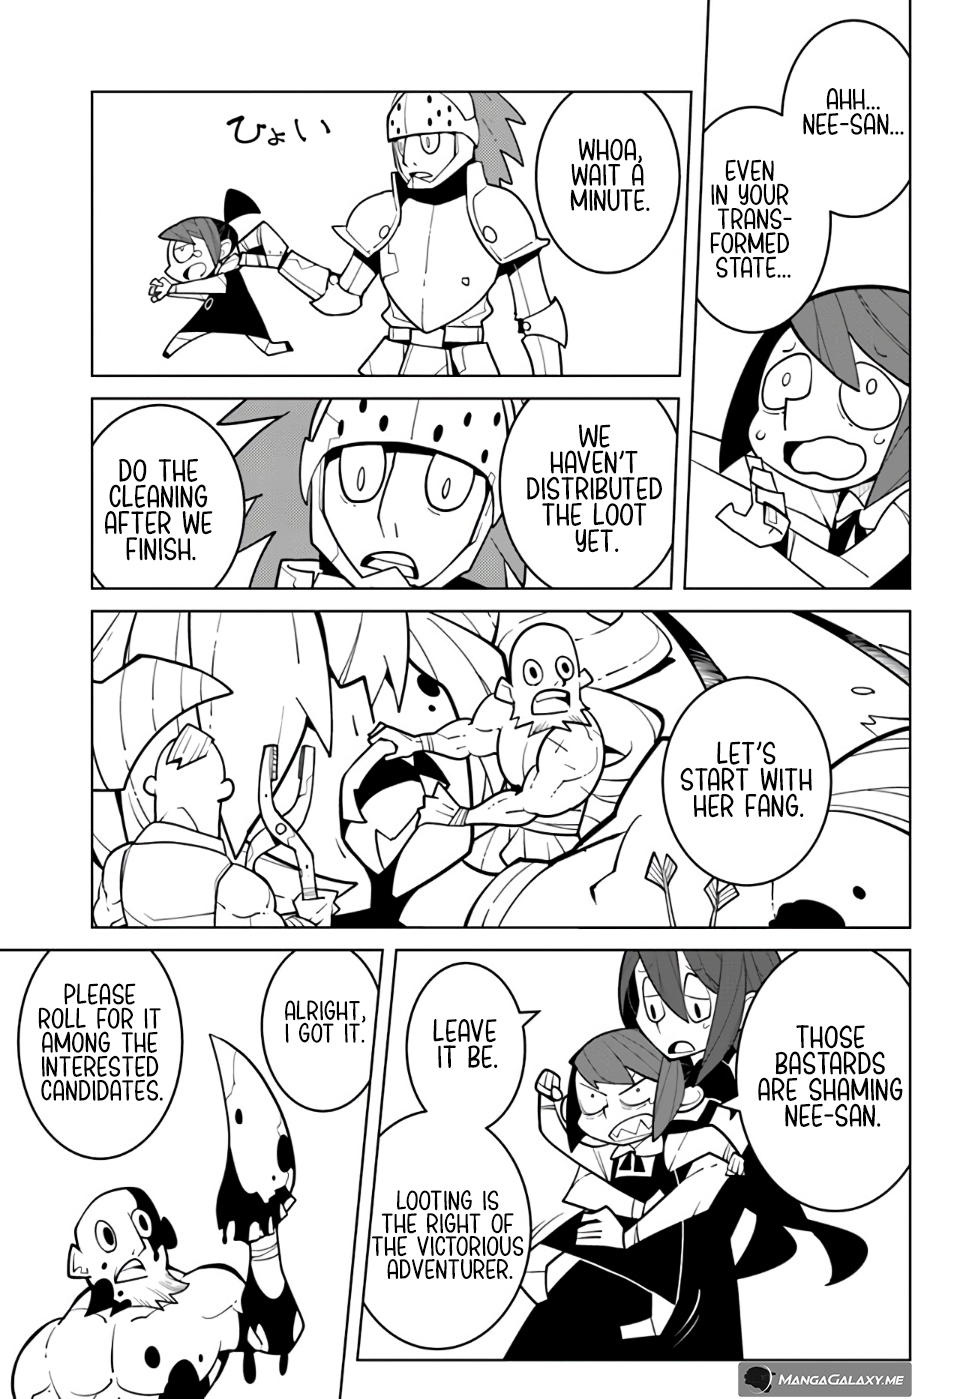 AHH...
NEE-SAN...
EVEN
IN YOUR
TRANS-
FORMED
STATE...
WHOA,
WAIT A
MINUTE.
ひょい
WE
HAVEN'T
DISTRIBUTED
THE LOOT
YET.
DO THE
CLEANING
AFTER WE
FINISH.
LET'S
START WITH
HER FANG.
THOSE
BASTARDS
ARE SHAMING
NEE-SAN.
LEAVE
IT BE.
LOOTING IS
THE RIGHT OF
THE VICTORIOUS
ADVENTURER.
ALRIGHT,
I GOT IT.
PLEASE
ROLL FOR IT
AMONG THE
INTERESTED
CANDIDATES.
MANGAGALAXY.ME